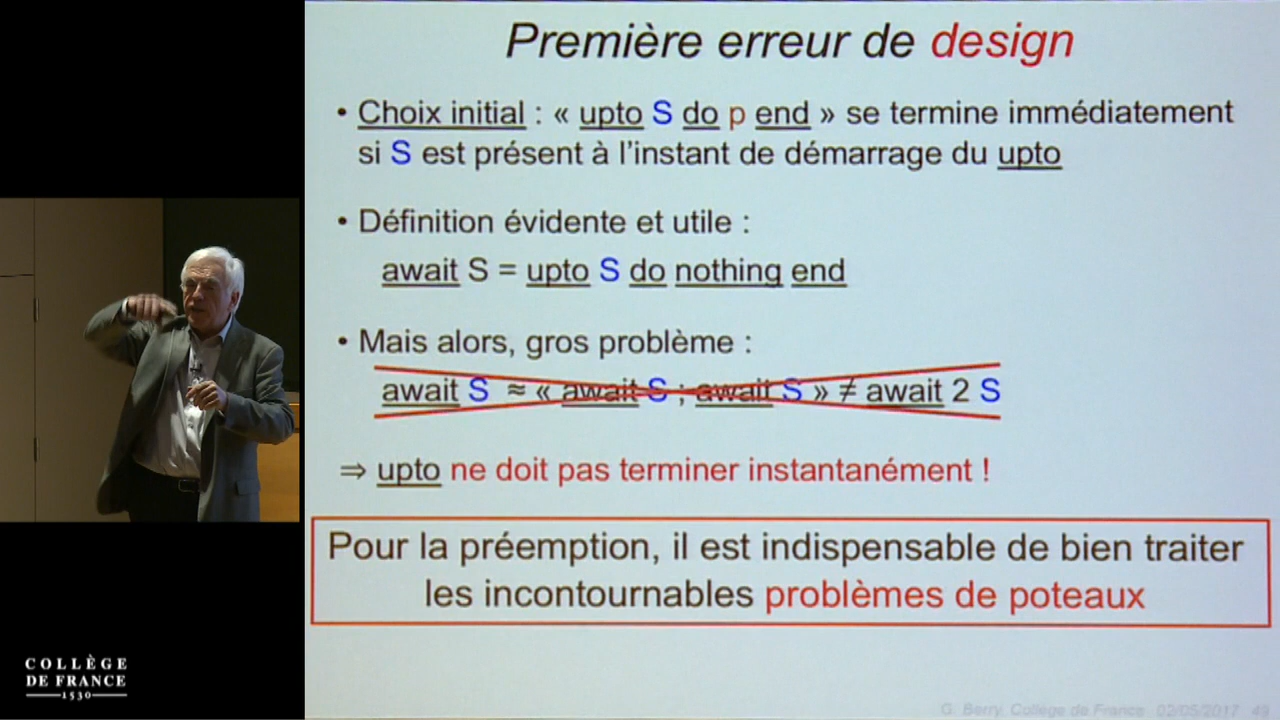 Première erreur de design
• Choix initial : « upto S do p end » se termine immédiatement
si S est présent à l'instant de démarrage du upto
• Définition évidente et utile :
await S = upto S do nothing end
• Mais alors, gros problème :
await S ≈ « await S ; await S » ≠ await 2 S
⇒ upto ne doit pas terminer instantanément !
Pour la préemption, il est indispensable de bien traiter
les incontournables problèmes de poteaux
COLLÈGE
DE FRANCE
1530
G. Berry, Collège de France 02/05/2017 49